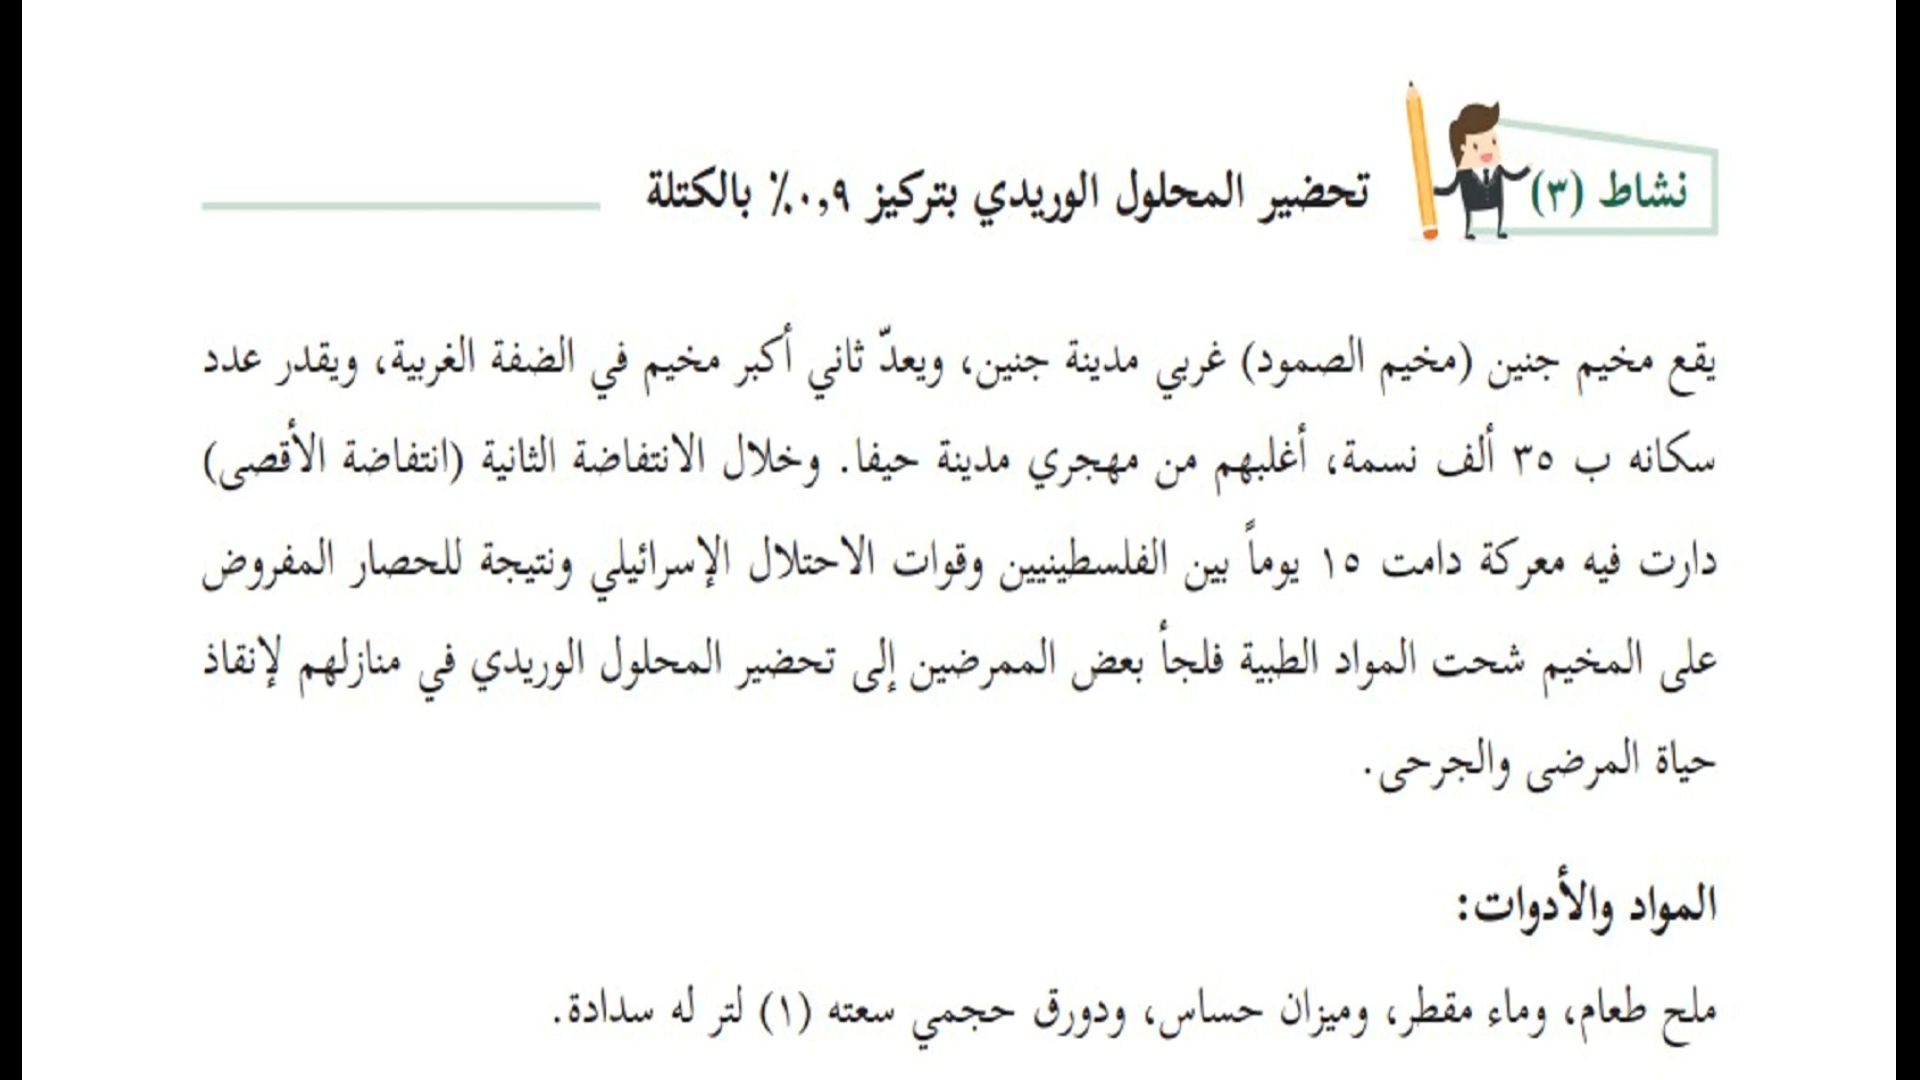 نشاط (٣)
تحضير المحلول الوريدي بتركيز ٠,٩٪ بالكتلة
يقع مخيم جنين (مخيم الصمود) غربي مدينة جنين، ويعدّ ثاني أكبر مخيم في الضفة الغربية، ويقدر عدد
سكانه ب ٣٥ ألف نسمة، أغلبهم من مهجري مدينة حيفا. وخلال الانتفاضة الثانية (انتفاضة الأقصى)
دارت فيه معركة دامت ١٥ يوماً بين الفلسطينيين وقوات الاحتلال الإسرائيلي ونتيجة للحصار المفروض
على المخيم شحت المواد الطبية فلجأ بعض الممرضين إلى تحضير المحلول الوريدي في منازلهم لإنقاذ
حياة المرضى والجرحى.
المواد والأدوات:
ملح طعام، وماء مقطر، وميزان حساس، ودورق حجمي سعته (١) لتر له سدادة.